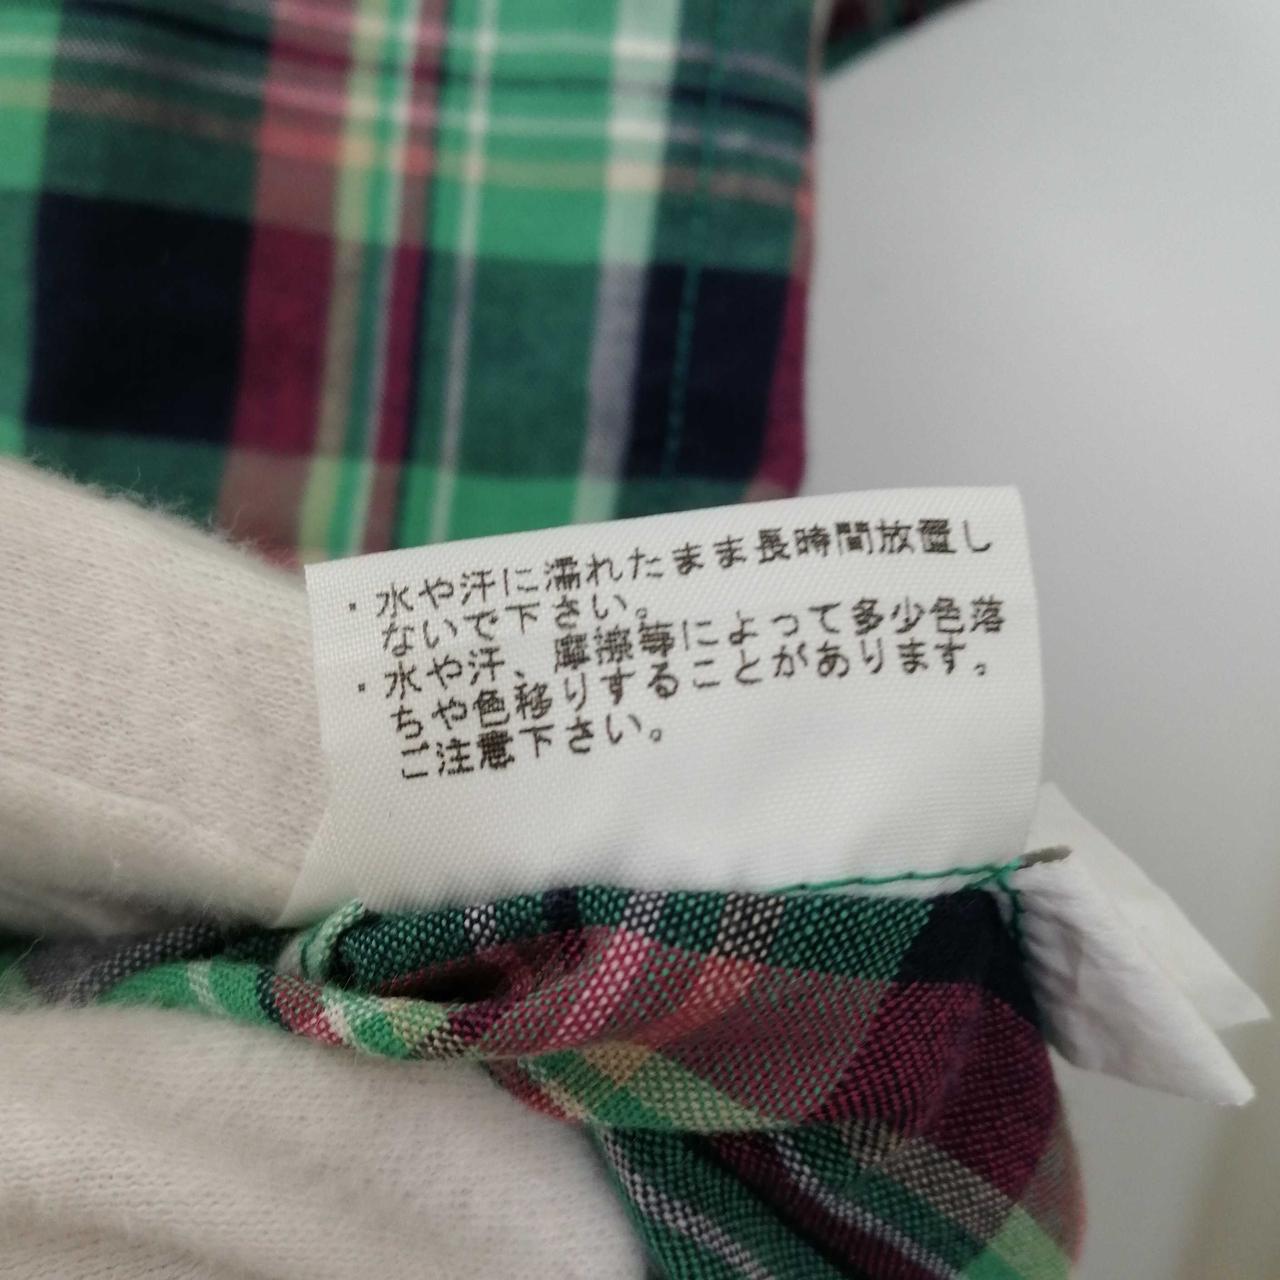 ・水や汗に濡れたまま長時間放置し
ないで下さい。
・水や汗、摩擦等によって多少色落
ちや色移りすることがあります。
ご注意下さい。